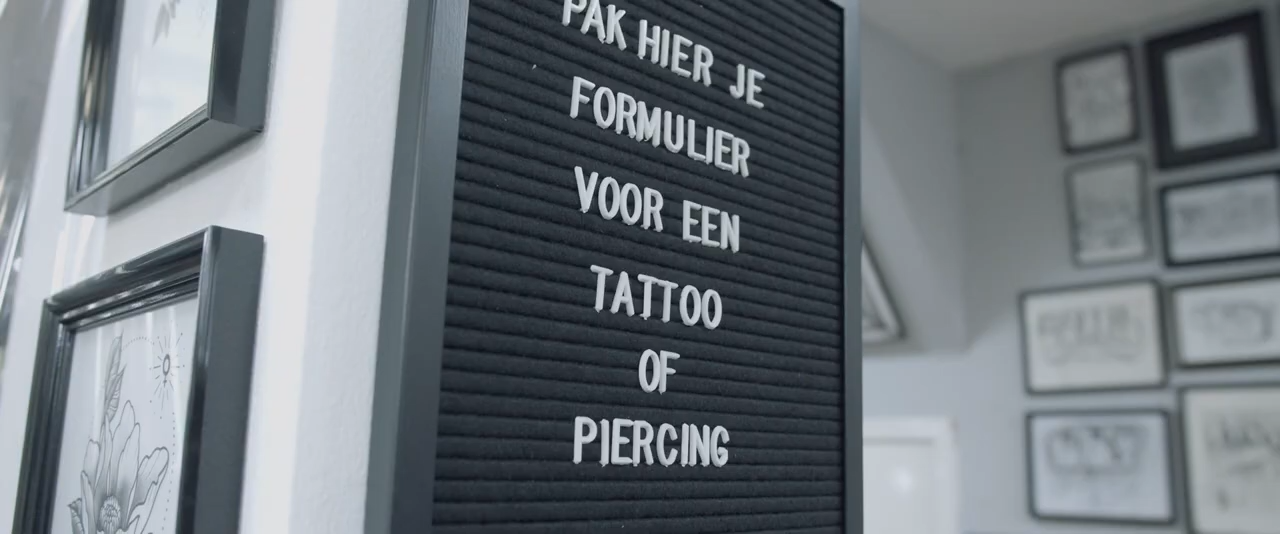 PAK HIER JE
FORMULIER
VOOR EEN
TATTOO
OF
PIERCING